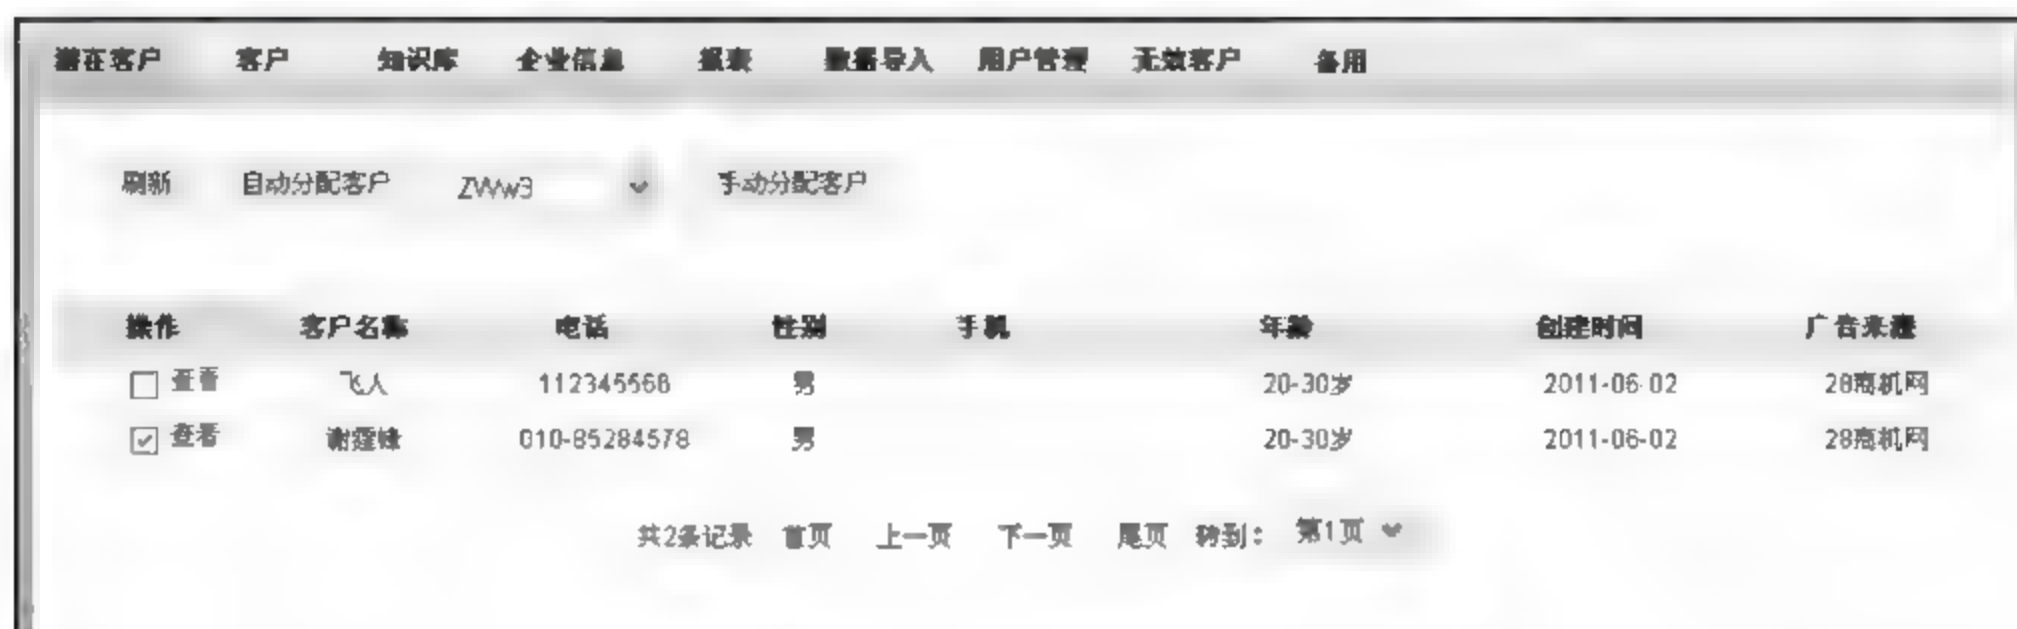 潜在客户 客户 知识库 企业信息 报表 数据导入 用户管理 无效客户 备用
刷新 自动分配客户 ZWw3 手动分配客户
操作 客户名称 电话 性别 手机 年龄 创建时间 广告来源
查看 飞人 112345568 男 20-30岁 2011-06-02 28商机网
查看 谢霆锋 010-85284578 男 20-30岁 2011-06-02 28商机网
共2条记录 首页 上一页 下一页 尾页 转到: 第1页